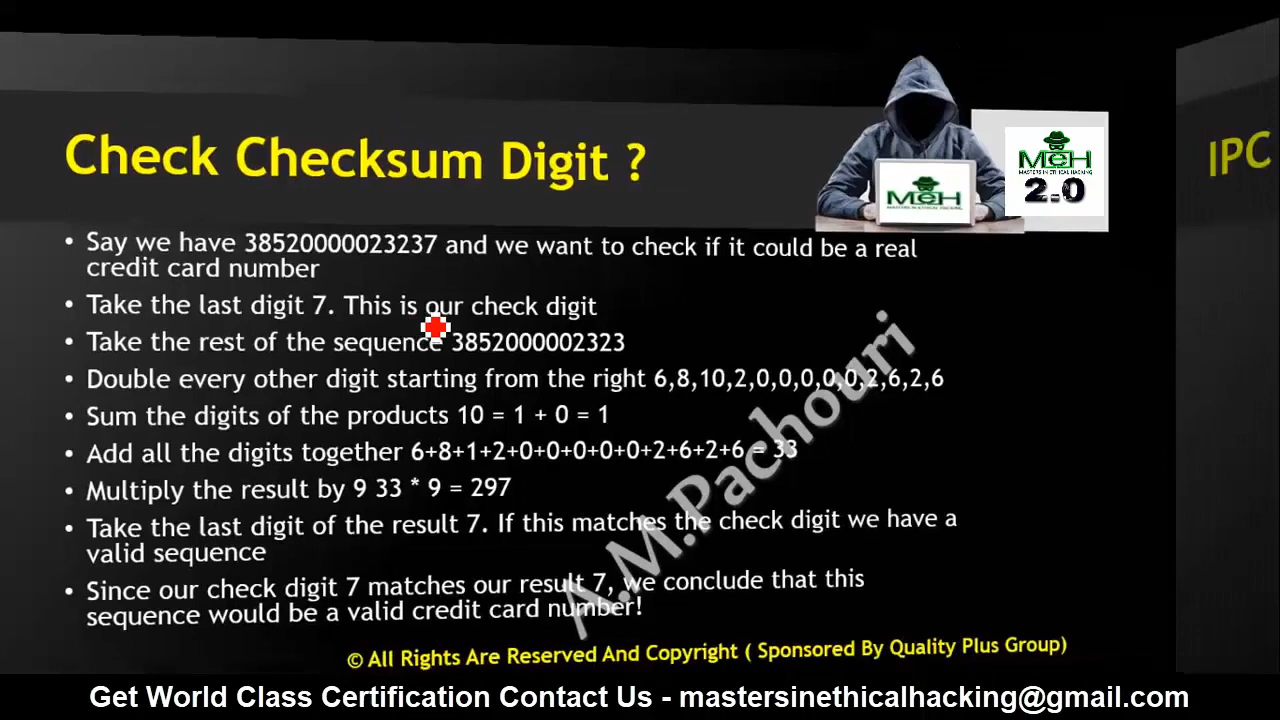 Check Checksum Digit ?
MEH
MASTERS IN ETHICAL HACKING
2.0
MEH
MASTERS IN ETHICAL HACKING
IPC
• Say we have 38520000023237 and we want to check if it could be a real
credit card number
• Take the last digit 7. This is our check digit
• Take the rest of the sequence 3852000002323
• Double every other digit starting from the right 6,8,10,2,0,0,0,0,0,2,6,2,6
• Sum the digits of the products 10 = 1 + 0 = 1
• Add all the digits together 6+8+1+2+0+0+0+0+0+2+6+2+6 = 33
• Multiply the result by 9 33 * 9 = 297
• Take the last digit of the result 7. If this matches the check digit we have a
valid sequence
• Since our check digit 7 matches our result 7, we conclude that this
sequence would be a valid credit card number!
A.M.Pachouri
© All Rights Are Reserved And Copyright ( Sponsored By Quality Plus Group)
Get World Class Certification Contact Us - mastersinethicalhacking@gmail.com